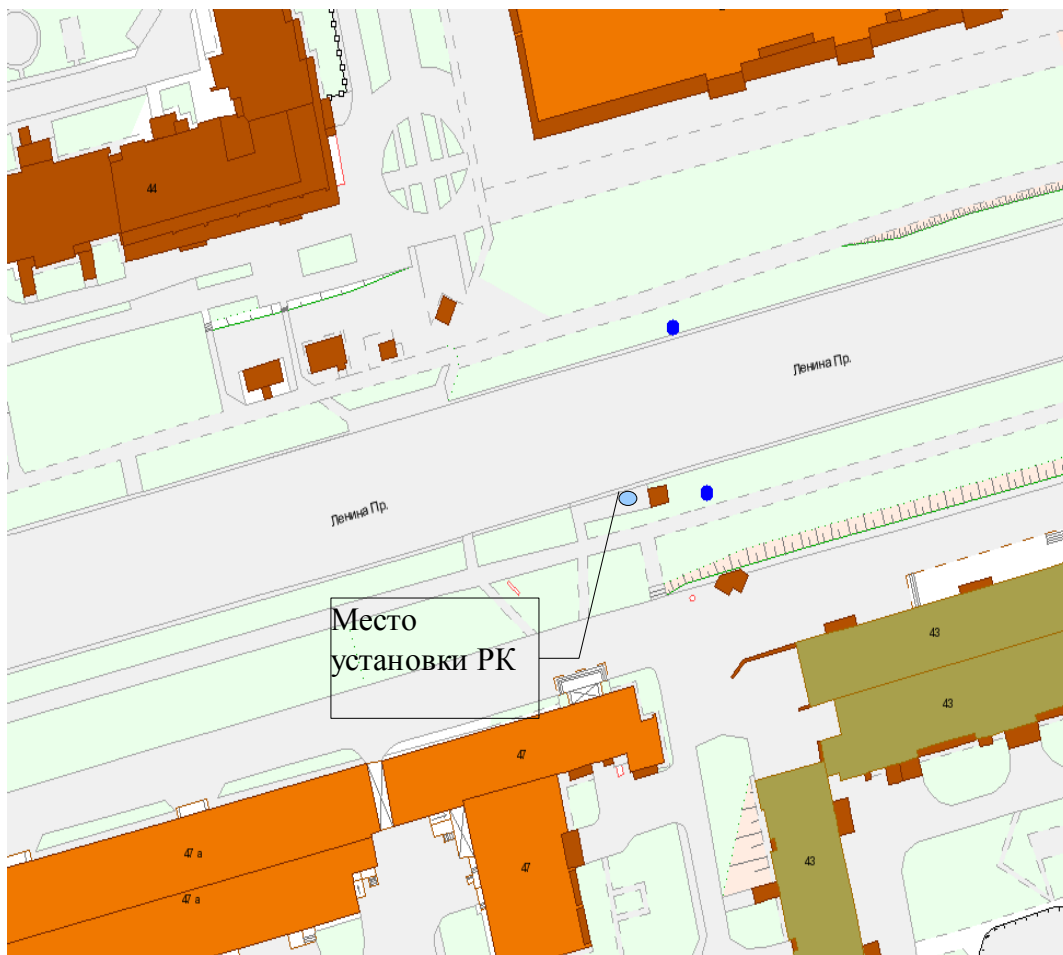 44
Ленина Пр.
Ленина Пр.
Место
установки РК
43
43
47
47 а
47
43
47 а